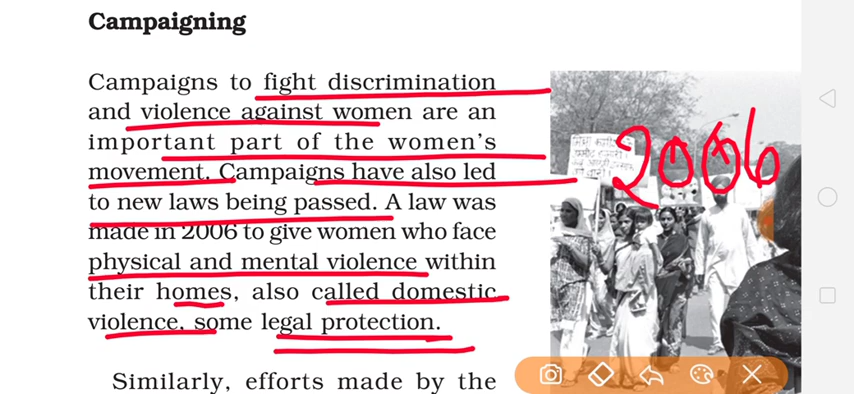 Campaigning
Campaigns to fight discrimination
and violence against women are an
important part of the women's
movement. Campaigns have also led
to new laws being passed. A law was
made in 2006 to give women who face
physical and mental violence within
their homes, also called domestic
violence, some legal protection.
Similarly, efforts made by the
2006